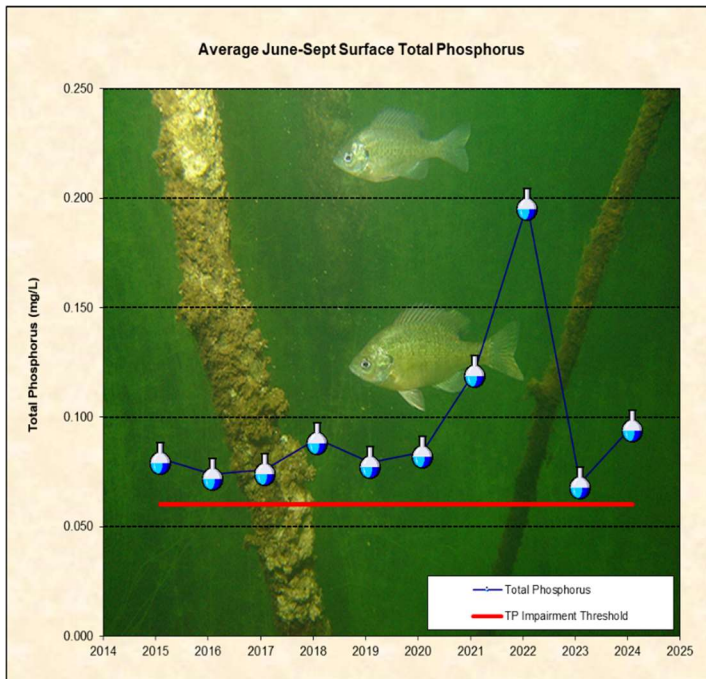 Average June-Sept Surface Total Phosphorus
Total Phosphorus (mg/L)
0.250
0.200
0.150
0.100
0.050
0.000
2014 2015 2016 2017 2018 2019 2020 2021 2022 2023 2024 2025
Total Phosphorus
TP Impairment Threshold